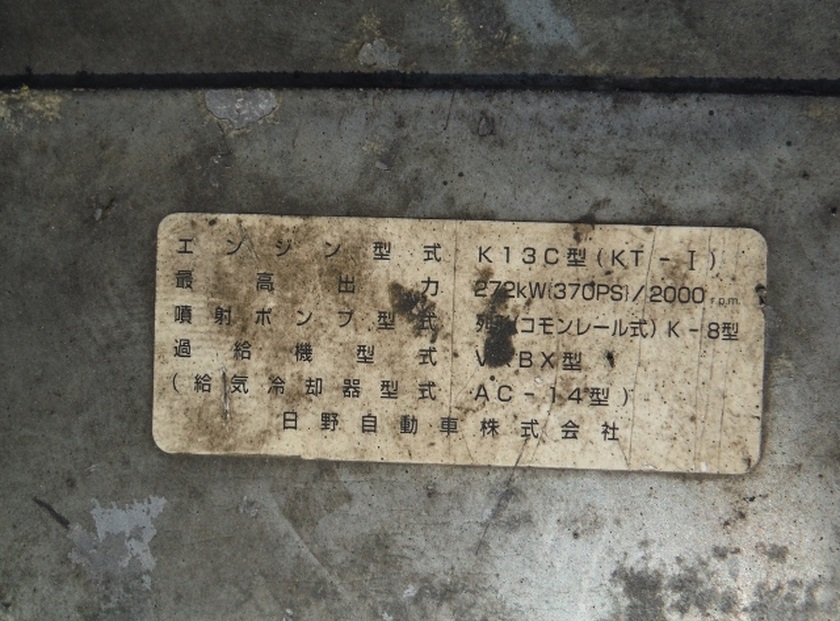 エンジン型式 K13C型(KT-I)
最高出力 272kW{370PS}/2000r.p.m.
噴射ポンプ型式 (コモンレール式)K-8型
過給機型式 BX型
(給気冷却器型式 AC-14型)
日野自動車株式会社